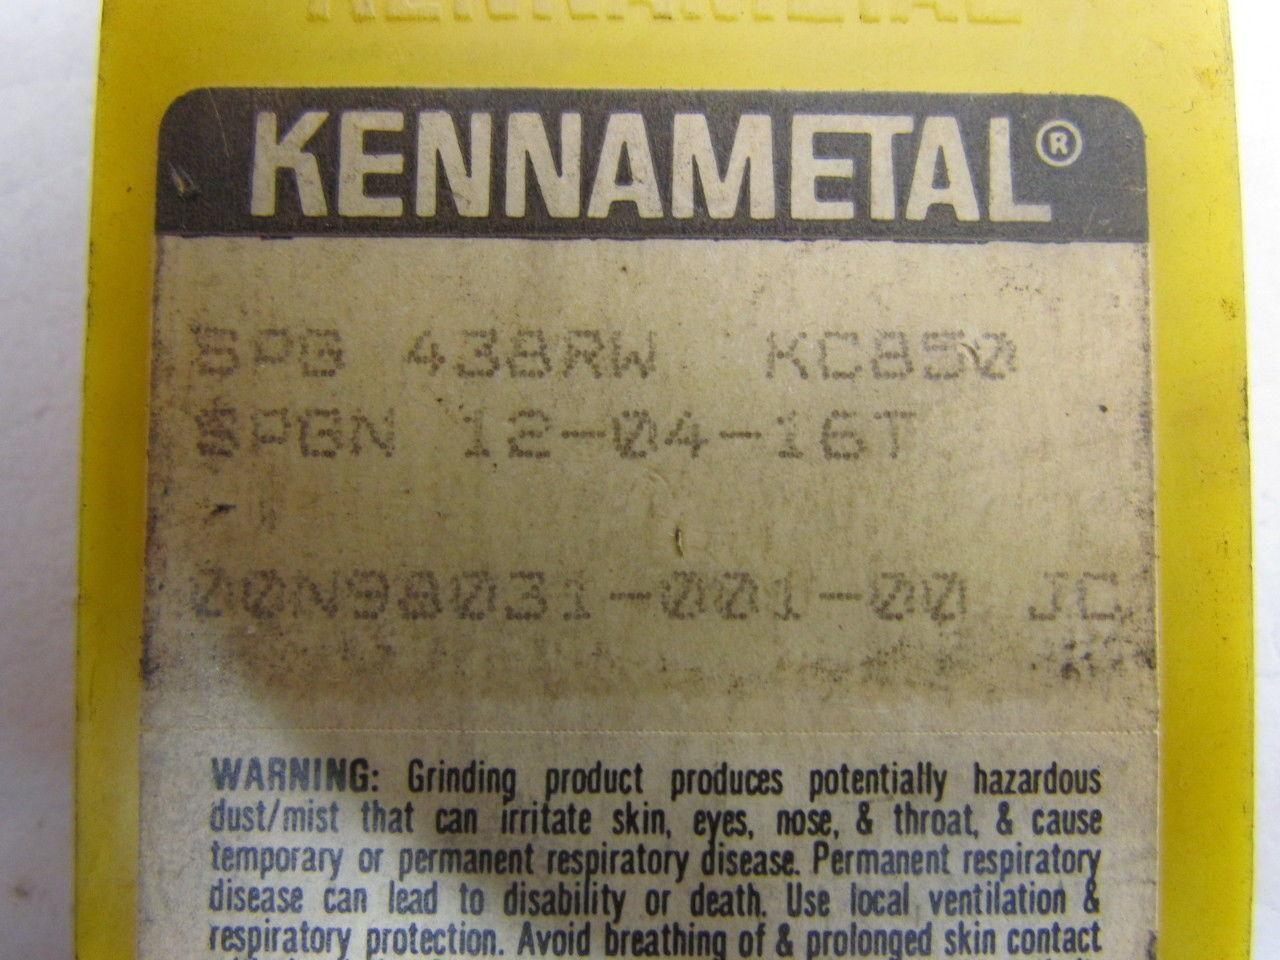 KENNAMETAL
KENNAMETAL®
SPG 438RW KC850
SPGN 12-04-16T
00N98031-001-00 JC
WARNING: Grinding product produces potentially hazardous
dust/mist that can irritate skin, eyes, nose, & throat, & cause
temporary or permanent respiratory disease. Permanent respiratory
disease can lead to disability or death. Use local ventilation &
respiratory protection. Avoid breathing of & prolonged skin contact